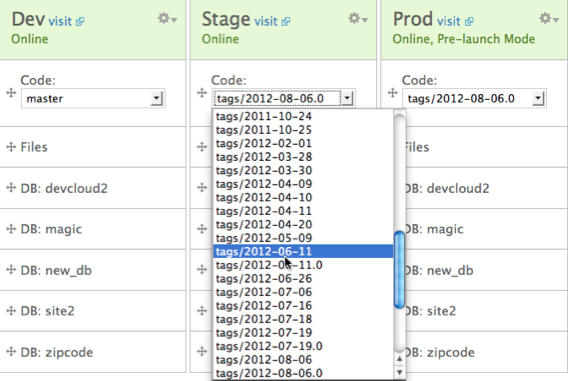 Dev visit
Online
Code:
master
Files
DB: devcloud2
DB: magic
DB: new_db
DB: site2
DB: zipcode
Stage visit
Online
Code:
tags/2012-08-06.0
tags/2011-10-24
tags/2011-10-25
tags/2012-02-01
tags/2012-03-28
tags/2012-03-30
tags/2012-04-09
tags/2012-04-10
tags/2012-04-11
tags/2012-04-20
tags/2012-05-09
tags/2012-06-11
tags/2012-06-11.0
tags/2012-06-26
tags/2012-07-06
tags/2012-07-16
tags/2012-07-18
tags/2012-07-19
tags/2012-07-19.0
tags/2012-08-06
tags/2012-08-06.0
Prod visit
Online, Pre-launch Mode
Code:
tags/2012-08-06.0
Files
DB: devcloud2
DB: magic
DB: new_db
DB: site2
DB: zipcode